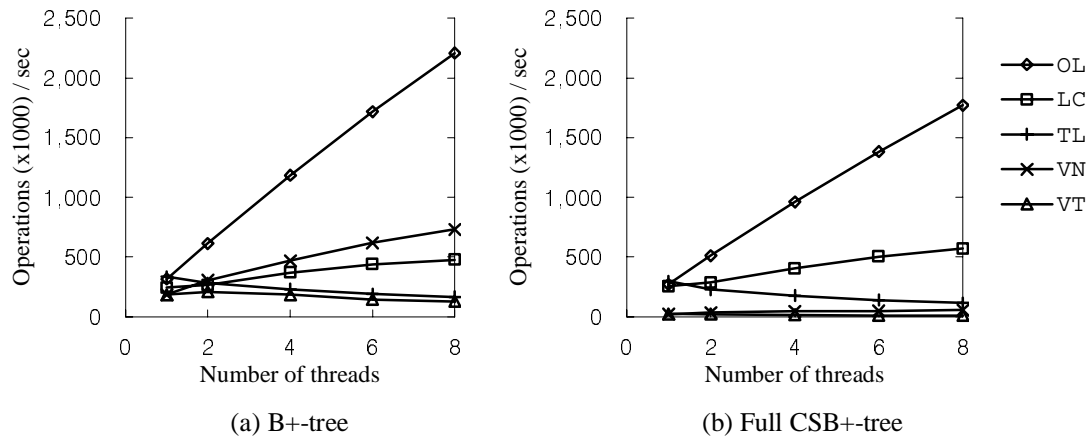 2,500
2,000
1,500
1,000
500
0
Operations (x1000) / sec
0
2
4
6
8
Number of threads
(a) B+-tree
2,500
2,000
1,500
1,000
500
0
Operations (x1000) / sec
0
2
4
6
8
Number of threads
(b) Full CSB+-tree
OL
LC
TL
VN
VT